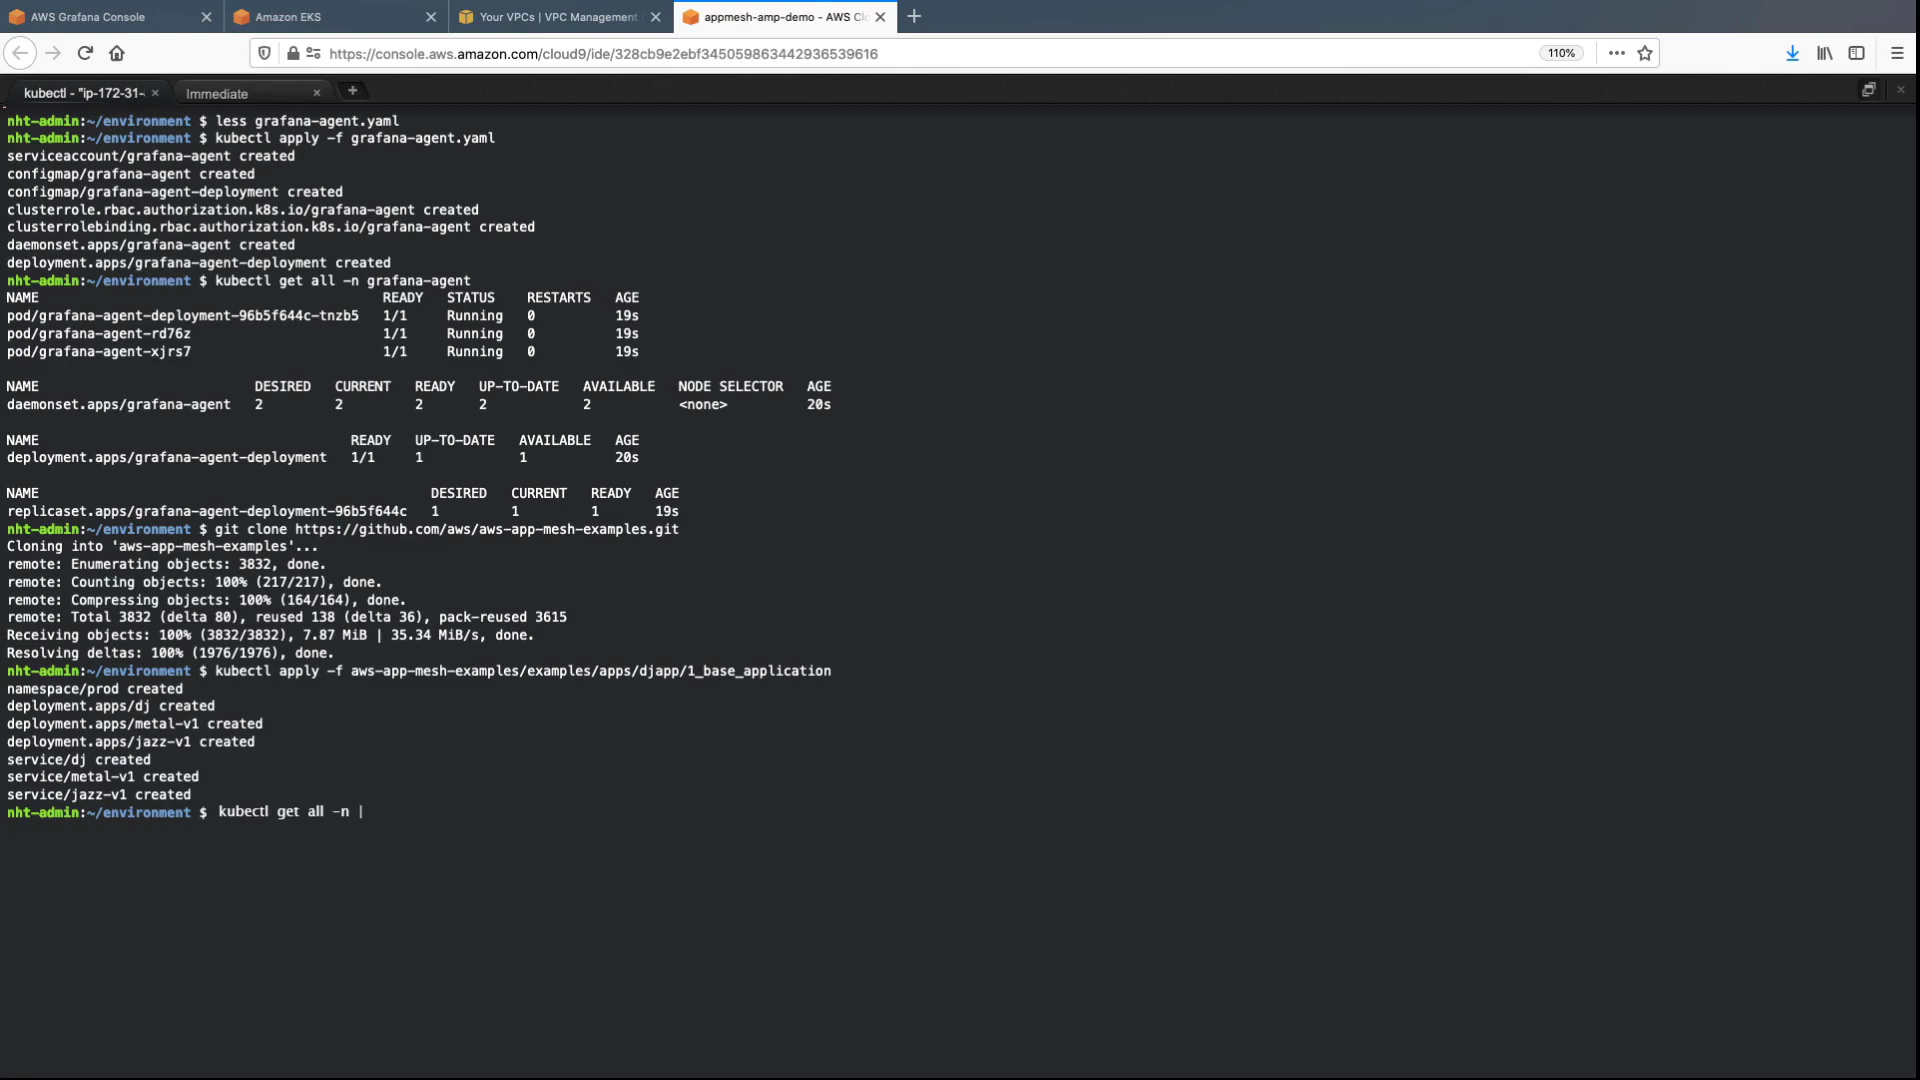 AWS Grafana Console
Amazon EKS
Your VPCs | VPC Management
appmesh-amp-demo - AWS Clo
https://console.aws.amazon.com/cloud9/ide/328cb9e2ebf345059863442936539616
110%
kubectl - "ip-172-31-
Immediate
nht-admin:~/environment $ less grafana-agent.yaml
nht-admin:~/environment $ kubectl apply -f grafana-agent.yaml
serviceaccount/grafana-agent created
configmap/grafana-agent created
configmap/grafana-agent-deployment created
clusterrole.rbac.authorization.k8s.io/grafana-agent created
clusterrolebinding.rbac.authorization.k8s.io/grafana-agent created
daemonset.apps/grafana-agent created
deployment.apps/grafana-agent-deployment created
nht-admin:~/environment $ kubectl get all -n grafana-agent
NAME READY STATUS RESTARTS AGE
pod/grafana-agent-deployment-96b5f644c-tnzb5 1/1 Running 0 19s
pod/grafana-agent-rd76z 1/1 Running 0 19s
pod/grafana-agent-xjrs7 1/1 Running 0 19s
NAME DESIRED CURRENT READY UP-TO-DATE AVAILABLE NODE SELECTOR AGE
daemonset.apps/grafana-agent 2 2 2 2 2 <none> 20s
NAME READY UP-TO-DATE AVAILABLE AGE
deployment.apps/grafana-agent-deployment 1/1 1 1 20s
NAME DESIRED CURRENT READY AGE
replicaset.apps/grafana-agent-deployment-96b5f644c 1 1 1 19s
nht-admin:~/environment $ git clone https://github.com/aws/aws-app-mesh-examples.git
Cloning into 'aws-app-mesh-examples'...
remote: Enumerating objects: 3832, done.
remote: Counting objects: 100% (217/217), done.
remote: Compressing objects: 100% (164/164), done.
remote: Total 3832 (delta 80), reused 138 (delta 36), pack-reused 3615
Receiving objects: 100% (3832/3832), 7.87 MiB | 35.34 MiB/s, done.
Resolving deltas: 100% (1976/1976), done.
nht-admin:~/environment $ kubectl apply -f aws-app-mesh-examples/examples/apps/djapp/1_base_application
namespace/prod created
deployment.apps/dj created
deployment.apps/metal-v1 created
deployment.apps/jazz-v1 created
service/dj created
service/metal-v1 created
service/jazz-v1 created
nht-admin:~/environment $ kubectl get all -n |